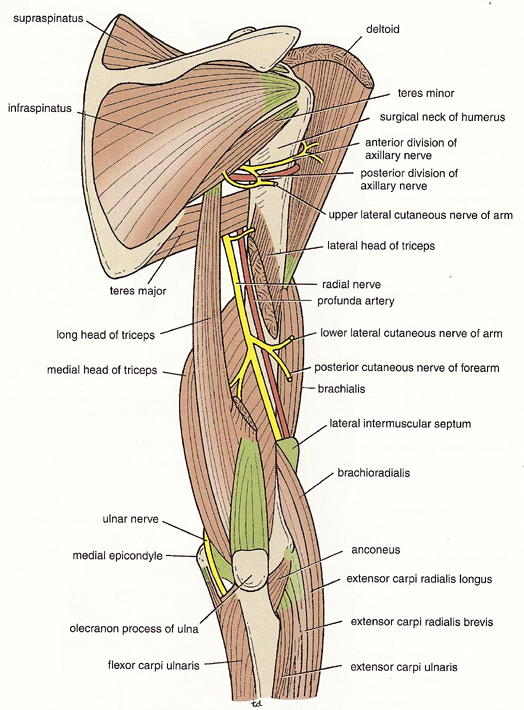 supraspinatus
deltoid
teres minor
infraspinatus
surgical neck of humerus
anterior division of
axillary nerve
posterior division of
axillary nerve
upper lateral cutaneous nerve of arm
lateral head of triceps
teres major
radial nerve
profunda artery
long head of triceps
lower lateral cutaneous nerve of arm
medial head of triceps
posterior cutaneous nerve of forearm
brachialis
lateral intermuscular septum
brachioradialis
ulnar nerve
medial epicondyle
anconeus
extensor carpi radialis longus
olecranon process of ulna
extensor carpi radialis brevis
flexor carpi ulnaris
extensor carpi ulnaris
td